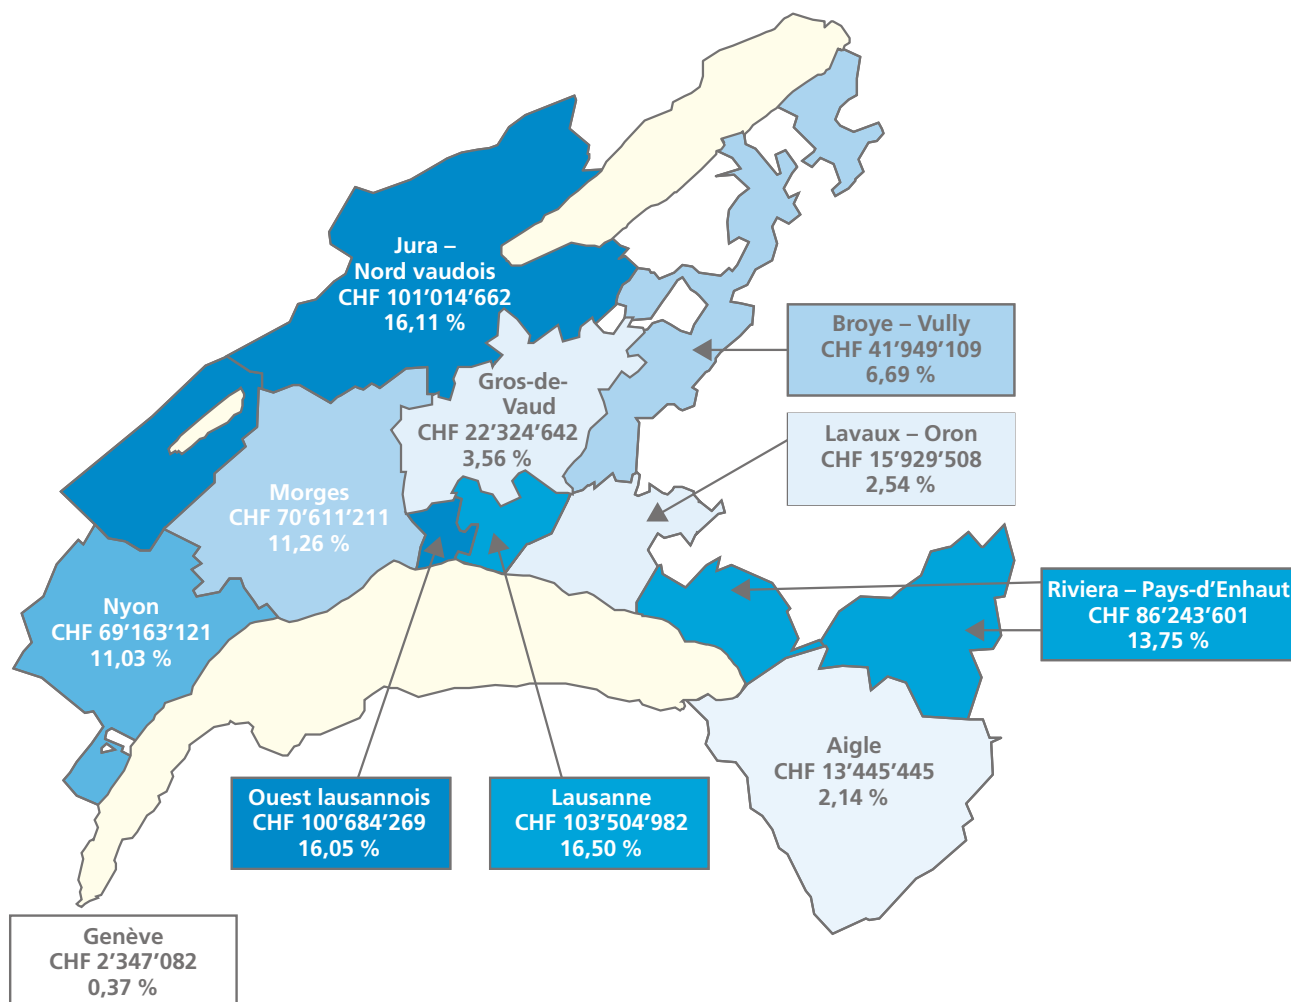 Jura –
Nord vaudois
CHF 101’014’662
16,11 %
Broye – Vully
CHF 41’949’109
6,69 %
Gros-de-
Vaud
CHF 22’324’642
3,56 %
Lavaux – Oron
CHF 15’929’508
2,54 %
Morges
CHF 70’611’211
11,26 %
Nyon
CHF 69’163’121
11,03 %
Riviera – Pays-d’Enhaut
CHF 86’243’601
13,75 %
Aigle
CHF 13’445’445
2,14 %
Ouest lausannois
CHF 100’684’269
16,05 %
Lausanne
CHF 103’504’982
16,50 %
Genève
CHF 2’347’082
0,37 %